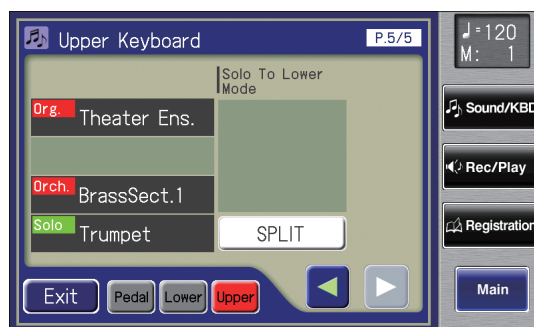 Upper Keyboard
P.5/5
Solo To Lower
Mode
Org.
Theater Ens.
Orch.
BrassSect.1
Solo
Trumpet
SPLIT
Exit
Pedal
Lower
Upper
♩=120
M: 1
Sound/KBD
Rec/Play
Registration
Main